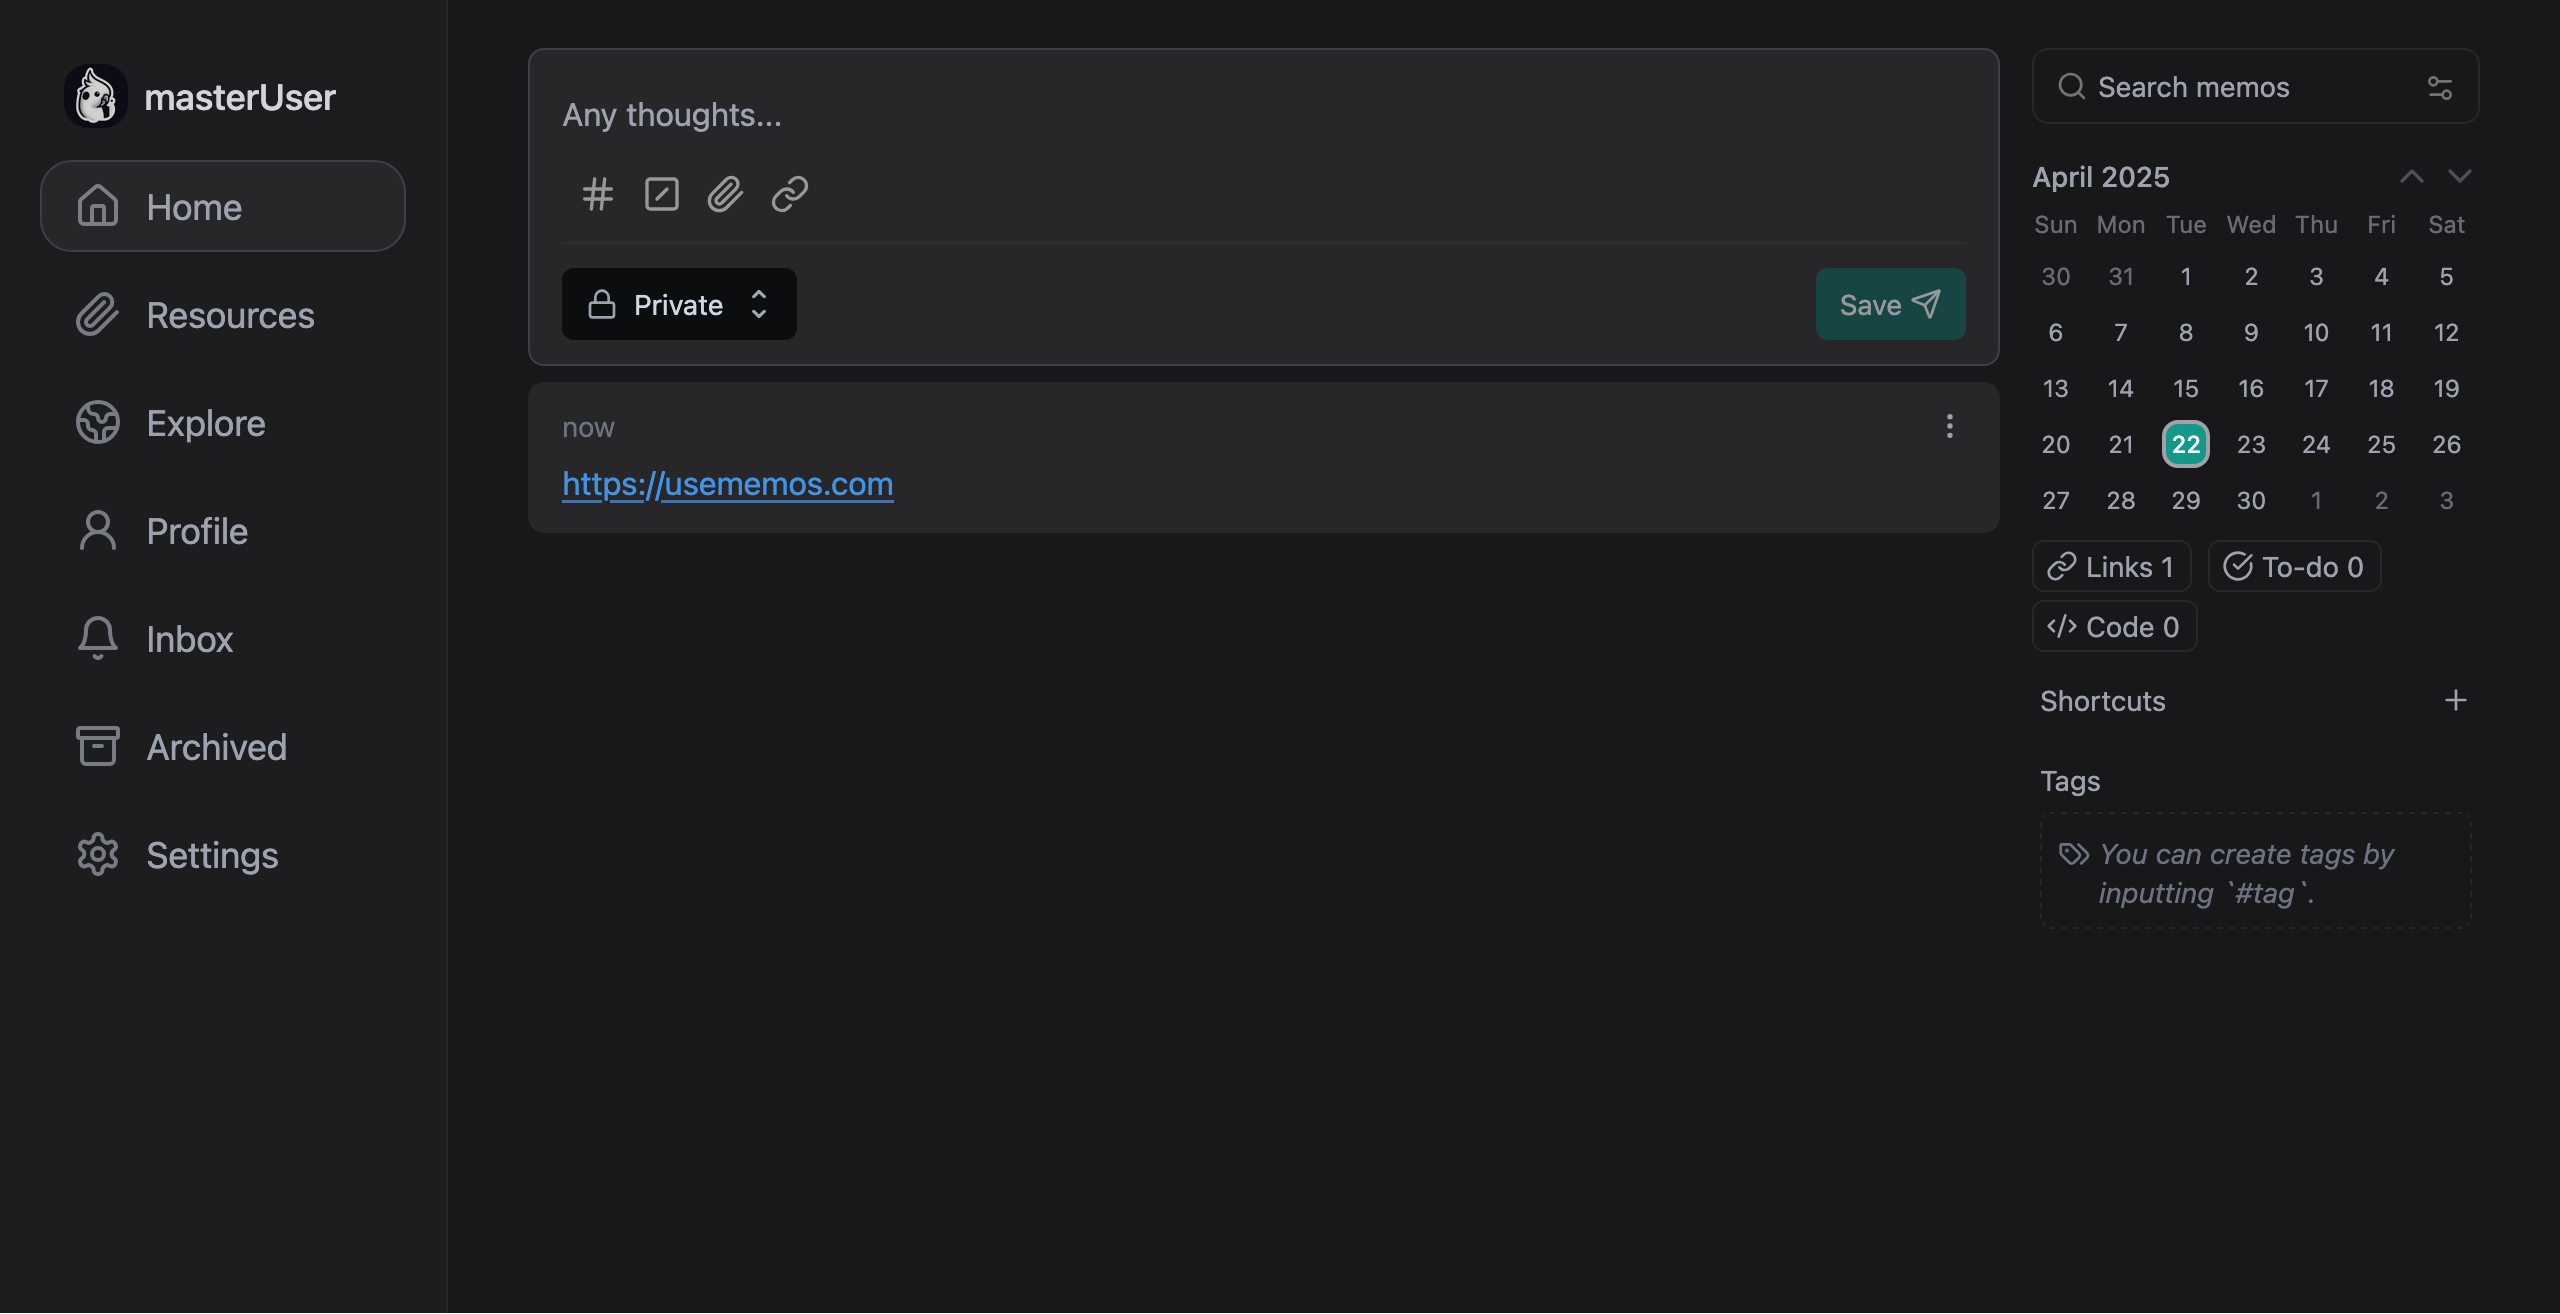 masterUser
Home
Resources
Explore
Profile
Inbox
Archived
Settings
Any thoughts...
Private
Save
now
https://usememos.com
Search memos
April 2025
Sun Mon Tue Wed Thu Fri Sat
30 31 1 2 3 4 5
6 7 8 9 10 11 12
13 14 15 16 17 18 19
20 21 22 23 24 25 26
27 28 29 30 1 2 3
Links 1 To-do 0
</> Code 0
Shortcuts
Tags
You can create tags by
inputting `#tag`.